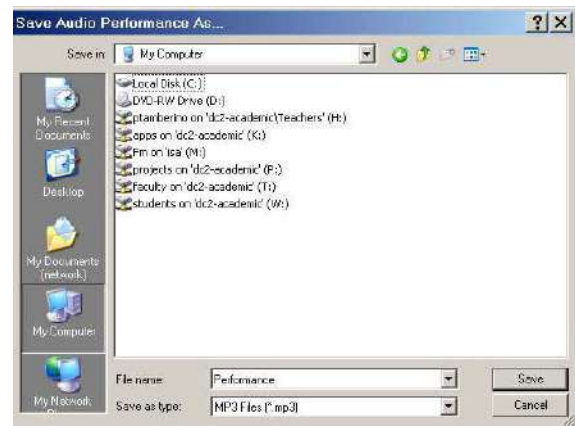 Save Audio Performance As...
Save in: My Computer
My Recent
Documents
Desktop
My Documents
(network)
My Computer
My Network
Local Disk (C:)
DVD-RW Drive (D:)
ptamberino on 'dc2-academic\Teachers' (H:)
apps on 'dc2-academic' (K:)
Fm on 'isa' (M:)
projects on 'dc2-academic' (P:)
faculty on 'dc2-academic' (T:)
students on 'dc2-academic' (W:)
File name: Performance
Save
Save as type: MP3 Files (*.mp3)
Cancel